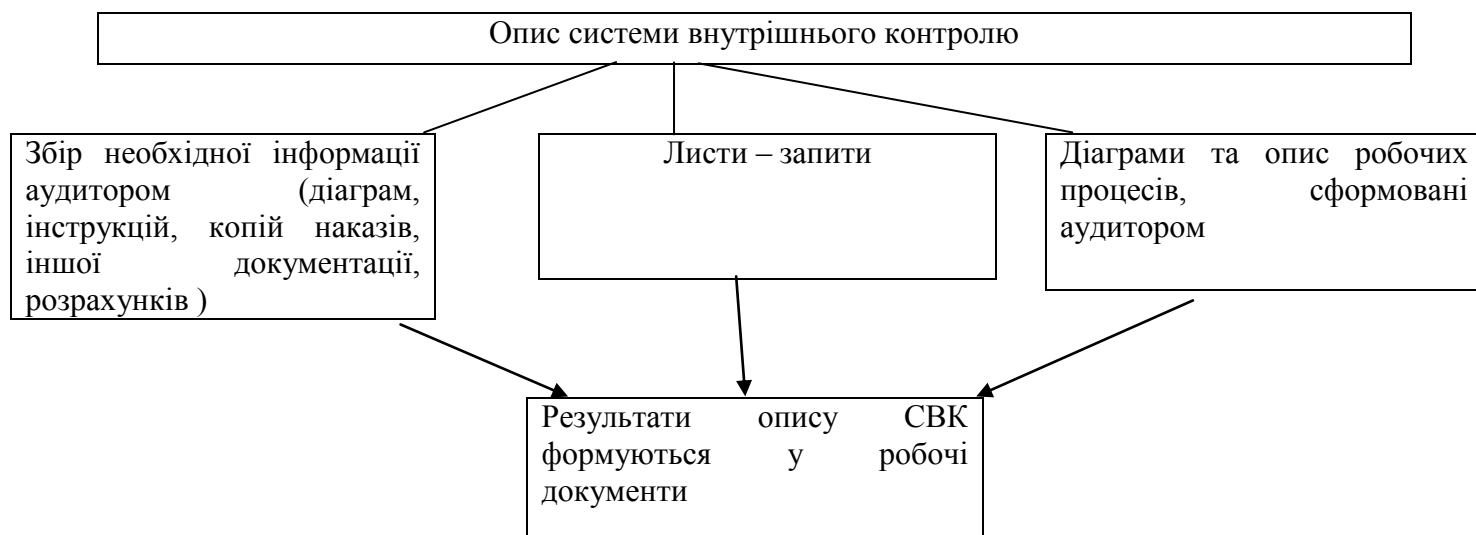 Опис системи внутрішнього контролю
Збір необхідної інформації
аудитором (діаграм,
інструкцій, копій наказів,
іншої документації,
розрахунків )
Листи – запити
Діаграми та опис робочих
процесів, сформовані
аудитором
Результати опису СВК
формуються у робочі
документи